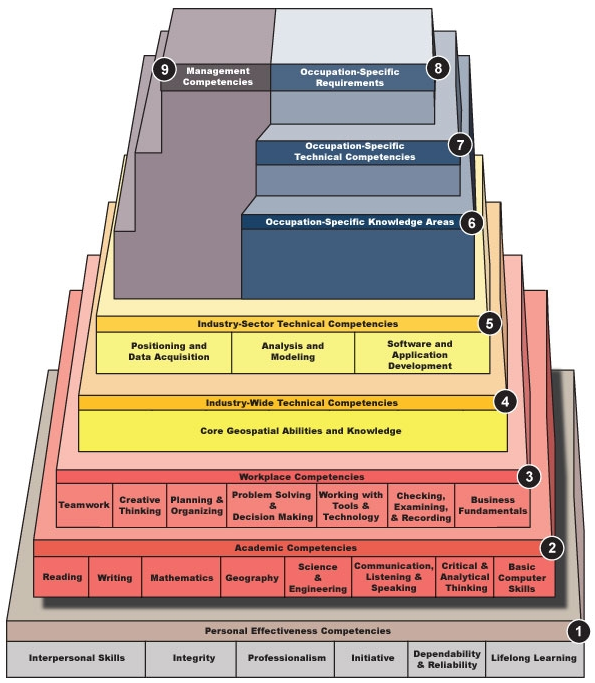 9
Management
Competencies
Occupation-Specific
Requirements
8
Occupation-Specific
Technical Competencies
7
Occupation-Specific Knowledge Areas
6
Industry-Sector Technical Competencies
5
Positioning and
Data Acquisition
Analysis and
Modeling
Software and
Application
Development
Industry-Wide Technical Competencies
4
Core Geospatial Abilities and Knowledge
Workplace Competencies
3
Teamwork
Creative
Thinking
Planning &
Organizing
Problem Solving
&
Decision Making
Working with
Tools &
Technology
Checking,
Examining,
& Recording
Business
Fundamentals
Academic Competencies
2
Reading
Writing
Mathematics
Geography
Science
&
Engineering
Communication,
Listening &
Speaking
Critical &
Analytical
Thinking
Basic
Computer
Skills
Personal Effectiveness Competencies
1
Interpersonal Skills
Integrity
Professionalism
Initiative
Dependability
& Reliability
Lifelong Learning